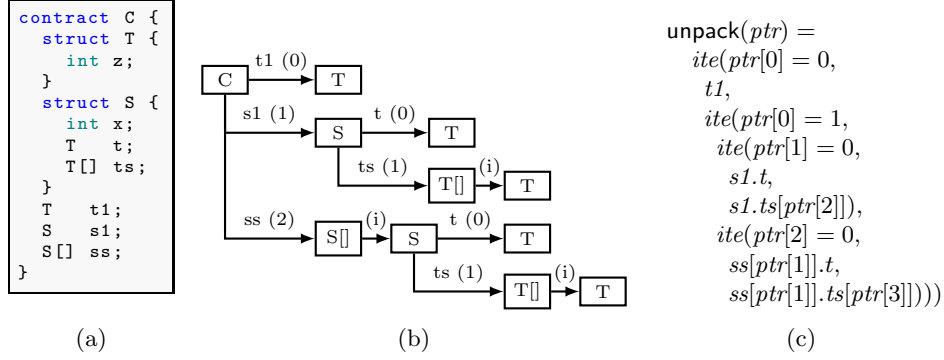 contract C {
struct T {
int z;
}
struct S {
int x;
T t;
T[] ts;
}
T t1;
S s1;
S[] ss;
}
(a)
t1 (0)
C
T
s1 (1)
t (0)
S
T
ts (1)
(i)
T[]
T
ss (2)
(i)
t (0)
S[]
S
T
ts (1)
(i)
T[]
T
(b)
unpack(ptr) =
ite(ptr[0] = 0,
t1,
ite(ptr[0] = 1,
ite(ptr[1] = 0,
s1.t,
s1.ts[ptr[2]]),
ite(ptr[2] = 0,
ss[ptr[1]].t,
ss[ptr[1]].ts[ptr[3]])))
(c)